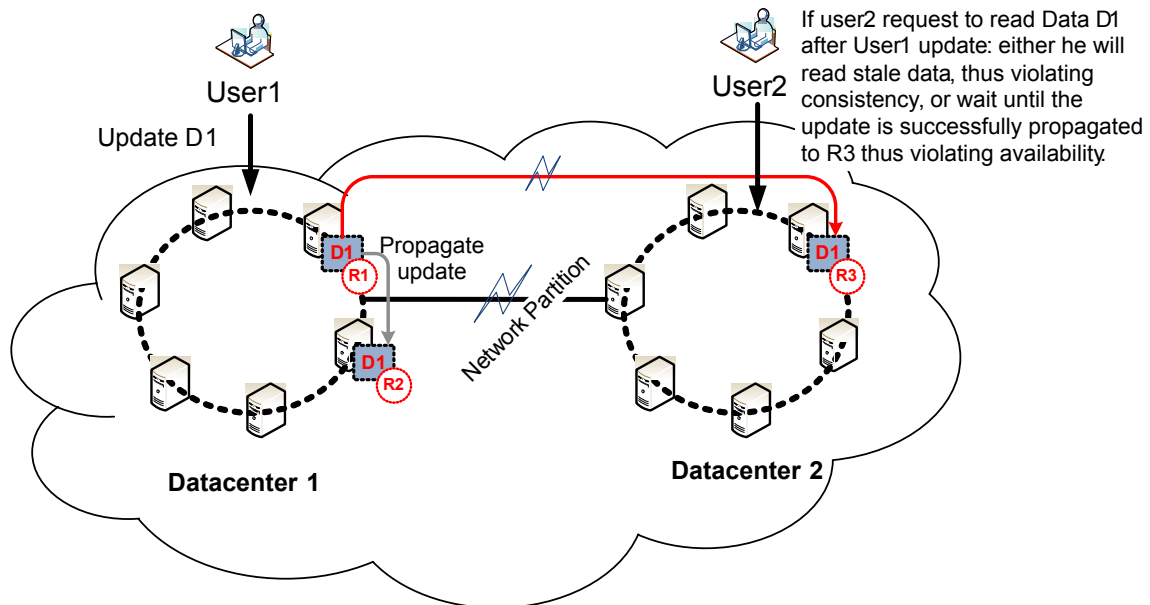 User1
User2
If user2 request to read Data D1
after User1 update: either he will
read stale data, thus violating
consistency, or wait until the
update is successfully propagated
to R3 thus violating availability.
Update D1
D1
R1
Propagate
update
D1
R2
Network Partition
D1
R3
Datacenter 1
Datacenter 2